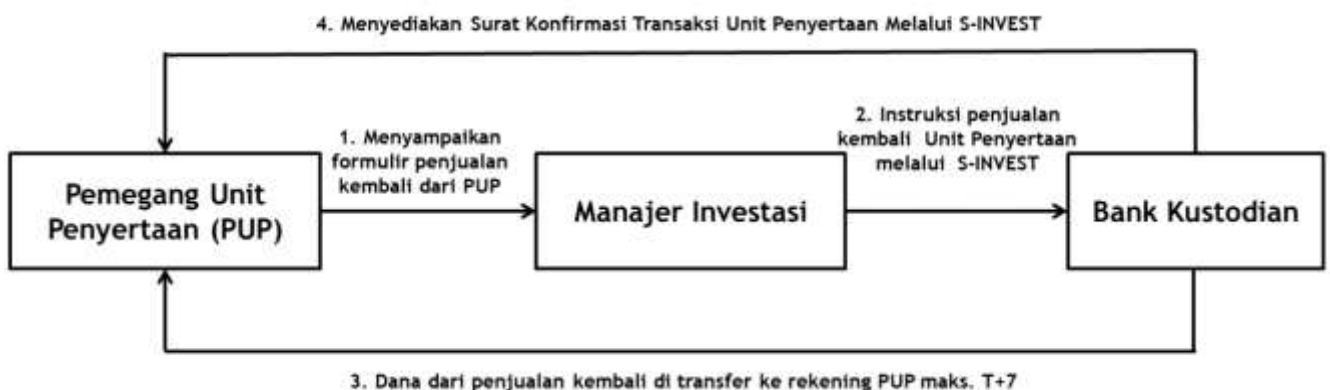 4. Menyediakan Surat Konfirmasi Transaksi Unit Penyertaan Melalui S-INVEST
1. Menyampaikan
formulir penjualan
kembali dari PUP
2. Instruksi penjualan
kembali Unit Penyertaan
melalui S-INVEST
Pemegang Unit
Penyertaan (PUP)
Manajer Investasi
Bank Kustodian
3. Dana dari penjualan kembali di transfer ke rekening PUP maks. T+7